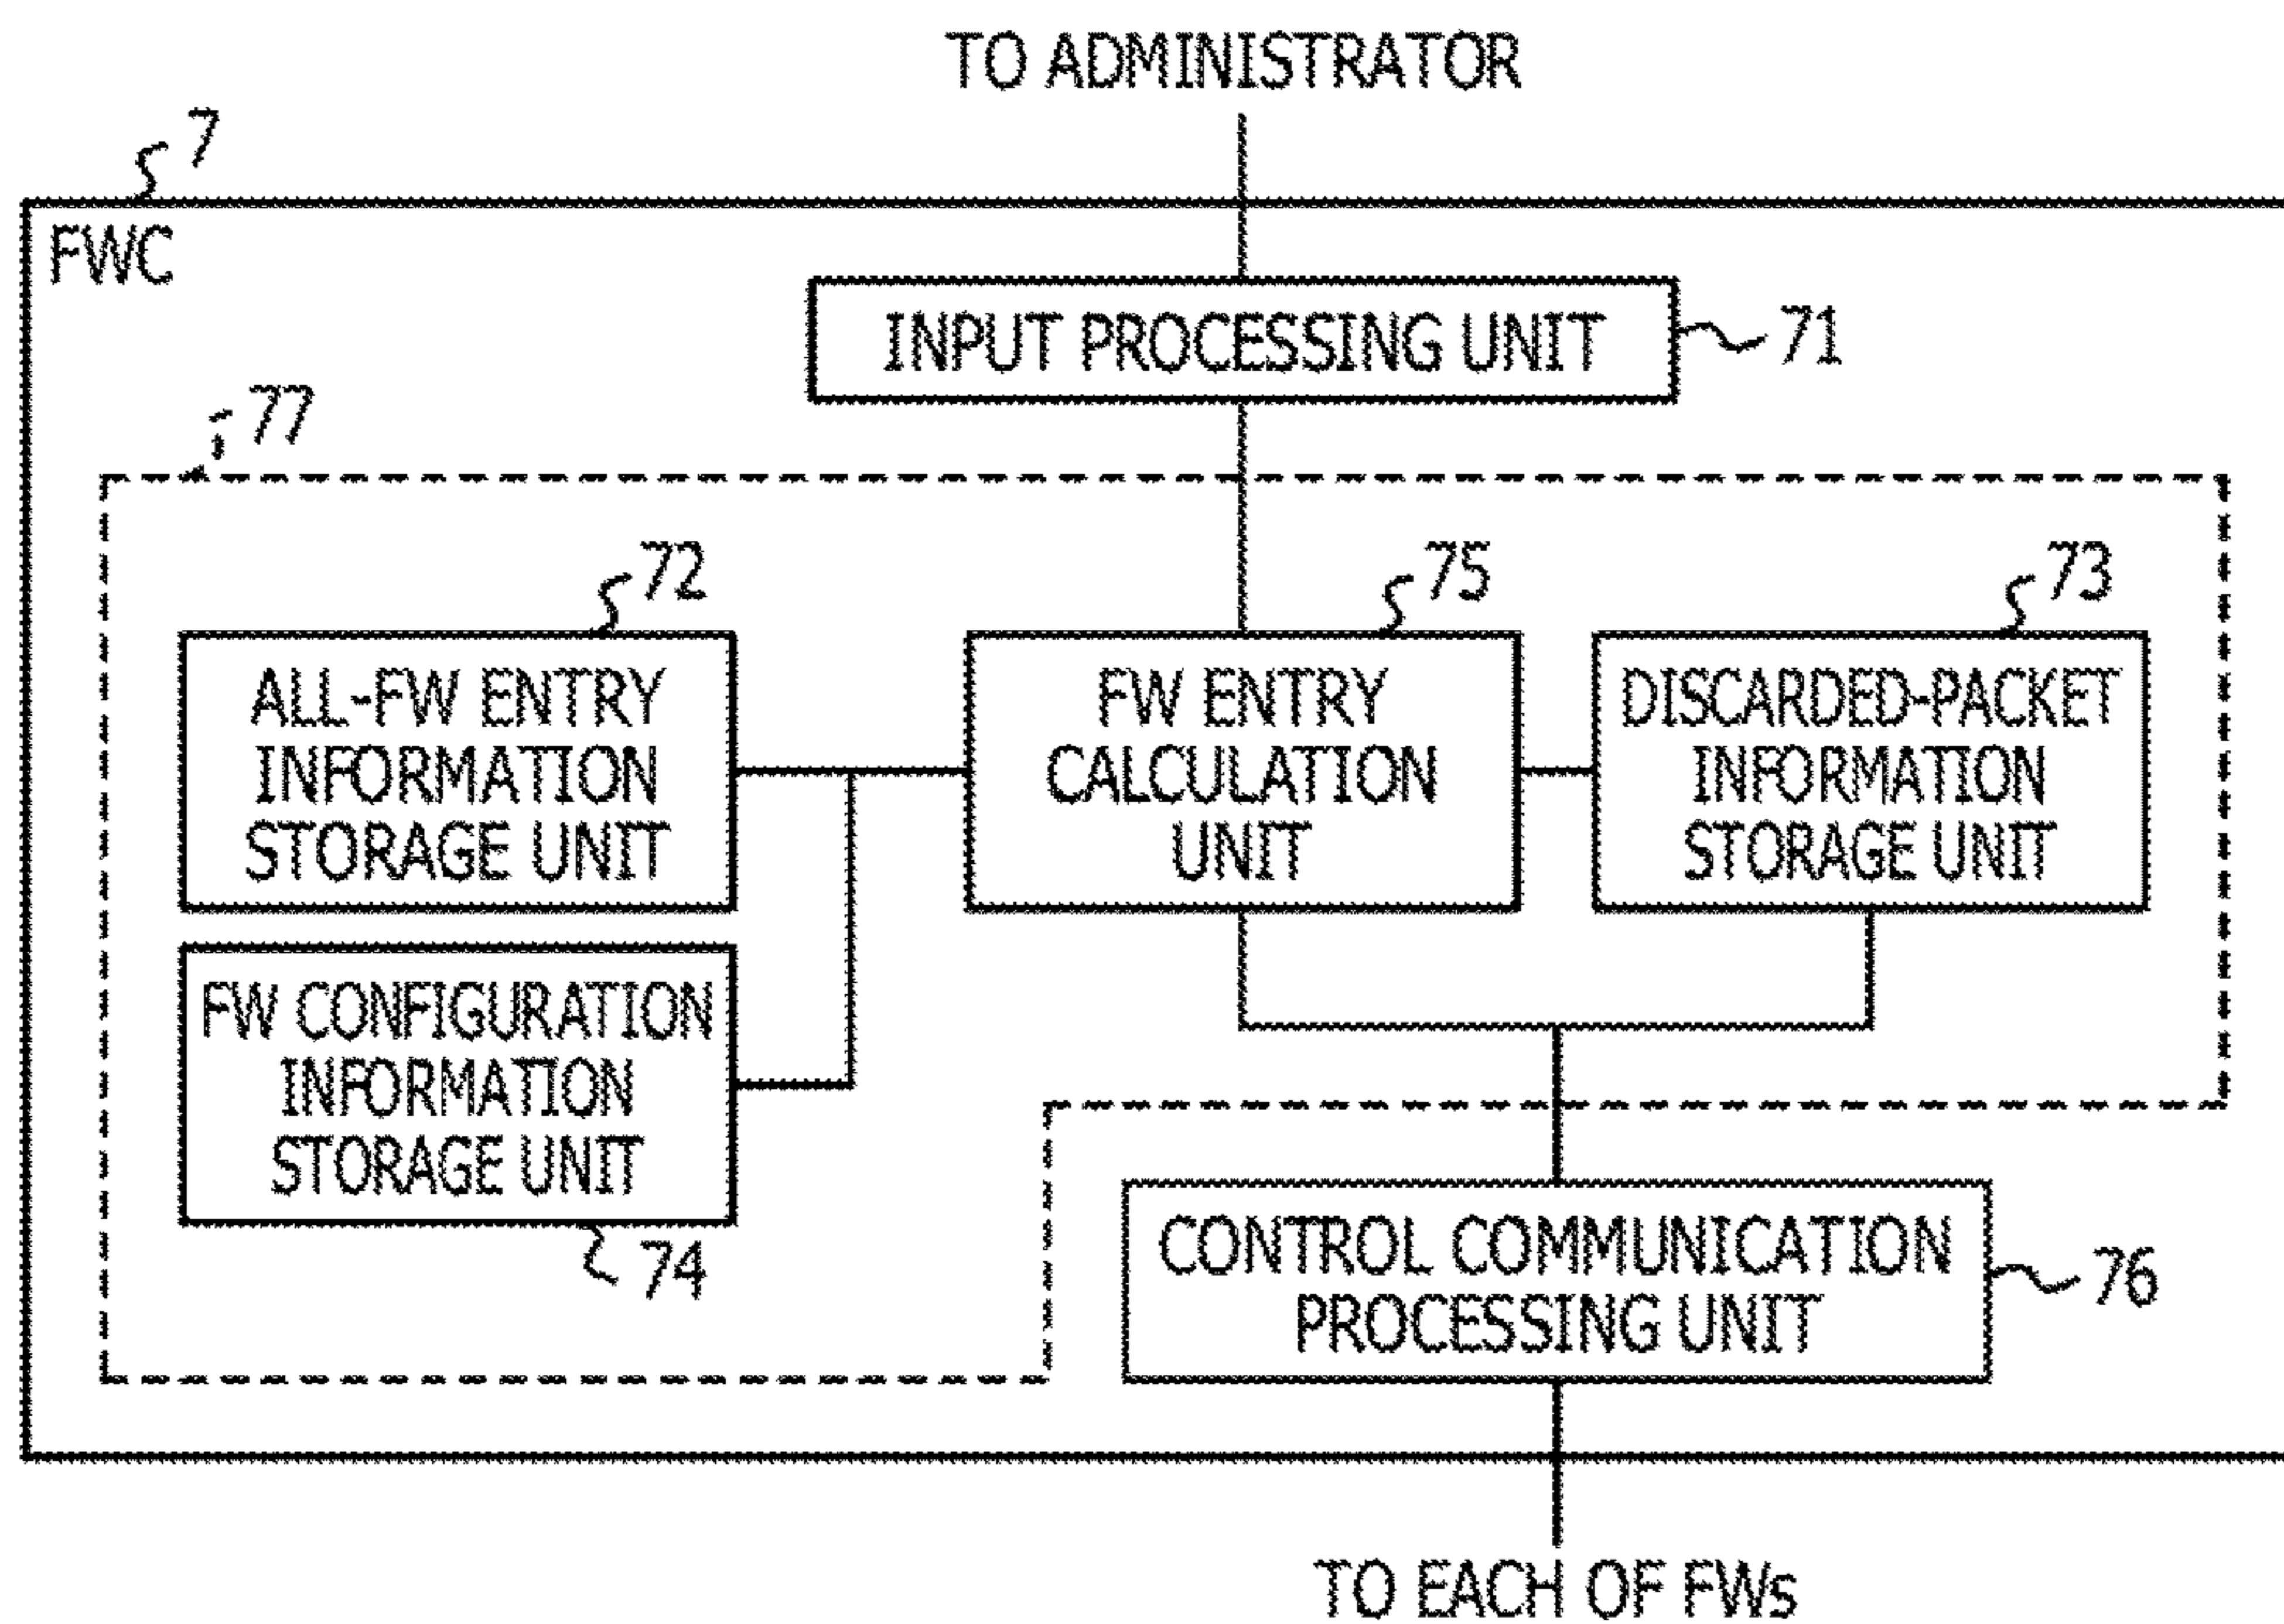 TO ADMINISTRATOR
7
FWC
INPUT PROCESSING UNIT
71
77
72
75
73
ALL-FW ENTRY
INFORMATION
STORAGE UNIT
FW ENTRY
CALCULATION
UNIT
DISCARDED-PACKET
INFORMATION
STORAGE UNIT
FW CONFIGURATION
INFORMATION
STORAGE UNIT
74
CONTROL COMMUNICATION
PROCESSING UNIT
76
TO EACH OF FWs